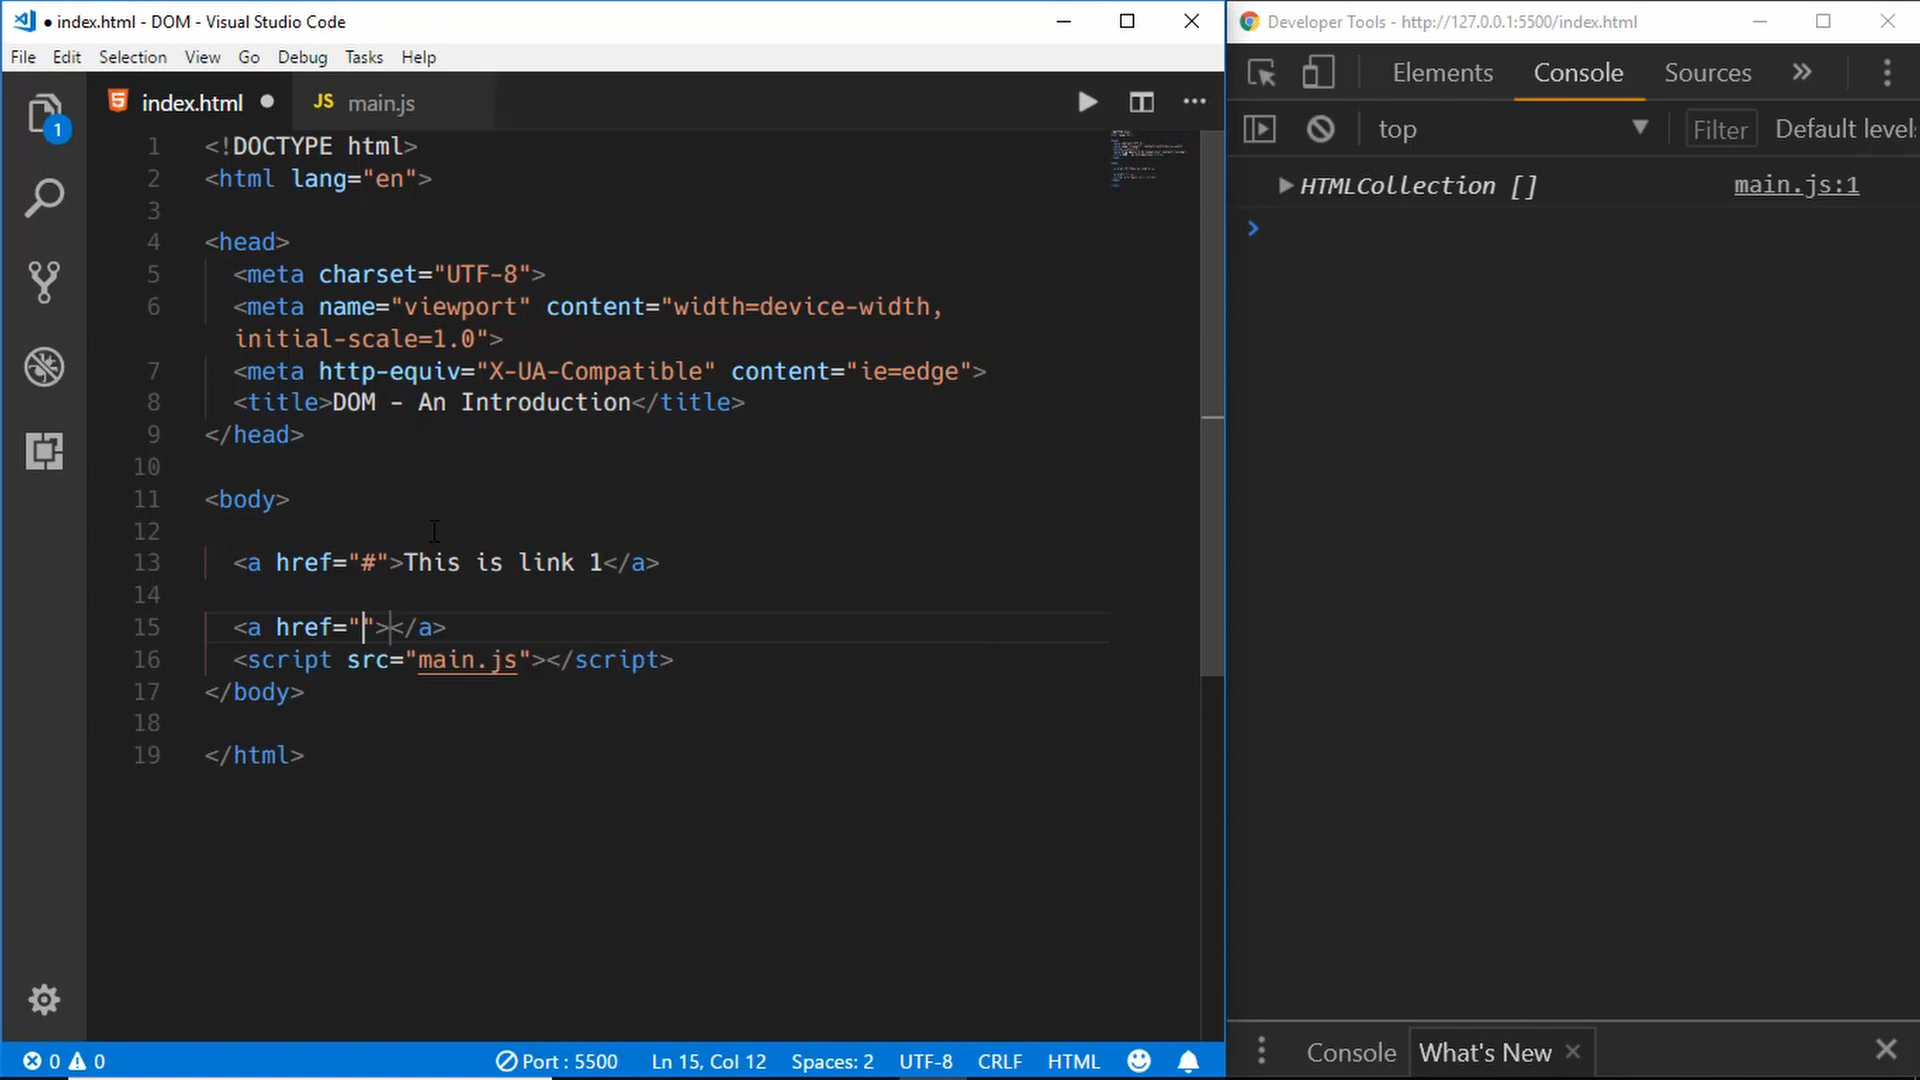 ● index.html - DOM - Visual Studio Code
File Edit Selection View Go Debug Tasks Help
1
index.html ● JS main.js
1 <!DOCTYPE html>
2 <html lang="en">
3
4 <head>
5 <meta charset="UTF-8">
6 <meta name="viewport" content="width=device-width,
initial-scale=1.0">
7 <meta http-equiv="X-UA-Compatible" content="ie=edge">
8 <title>DOM - An Introduction</title>
9 </head>
10
11 <body>
12
13 <a href="#">This is link 1</a>
14
15 <a href=""></a>
16 <script src="main.js"></script>
17 </body>
18
19 </html>
0 0 Port : 5500 Ln 15, Col 12 Spaces: 2 UTF-8 CRLF HTML
Developer Tools - http://127.0.0.1:5500/index.html
Elements Console Sources »
top Filter Default level
HTMLCollection [] main.js:1
Console What's New